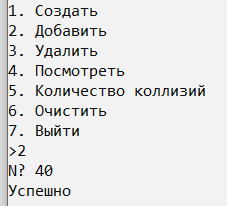 1. Создать
2. Добавить
3. Удалить
4. Посмотреть
5. Количество коллизий
6. Очистить
7. Выйти
>2
N? 40
Успешно